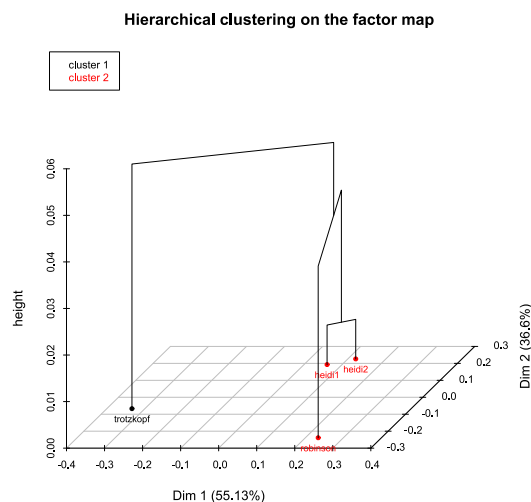 Hierarchical clustering on the factor map
cluster 1
cluster 2
0.06
0.05
0.04
0.03
0.02
0.01
0.00
height
-0.4
-0.3
-0.2
-0.1
0.0
0.1
0.2
0.3
0.4
Dim 1 (55.13%)
0.3
0.2
0.1
0.0
-0.1
-0.2
-0.3
Dim 2 (36.6%)
heidi1
heidi2
trotzkopf
robinson